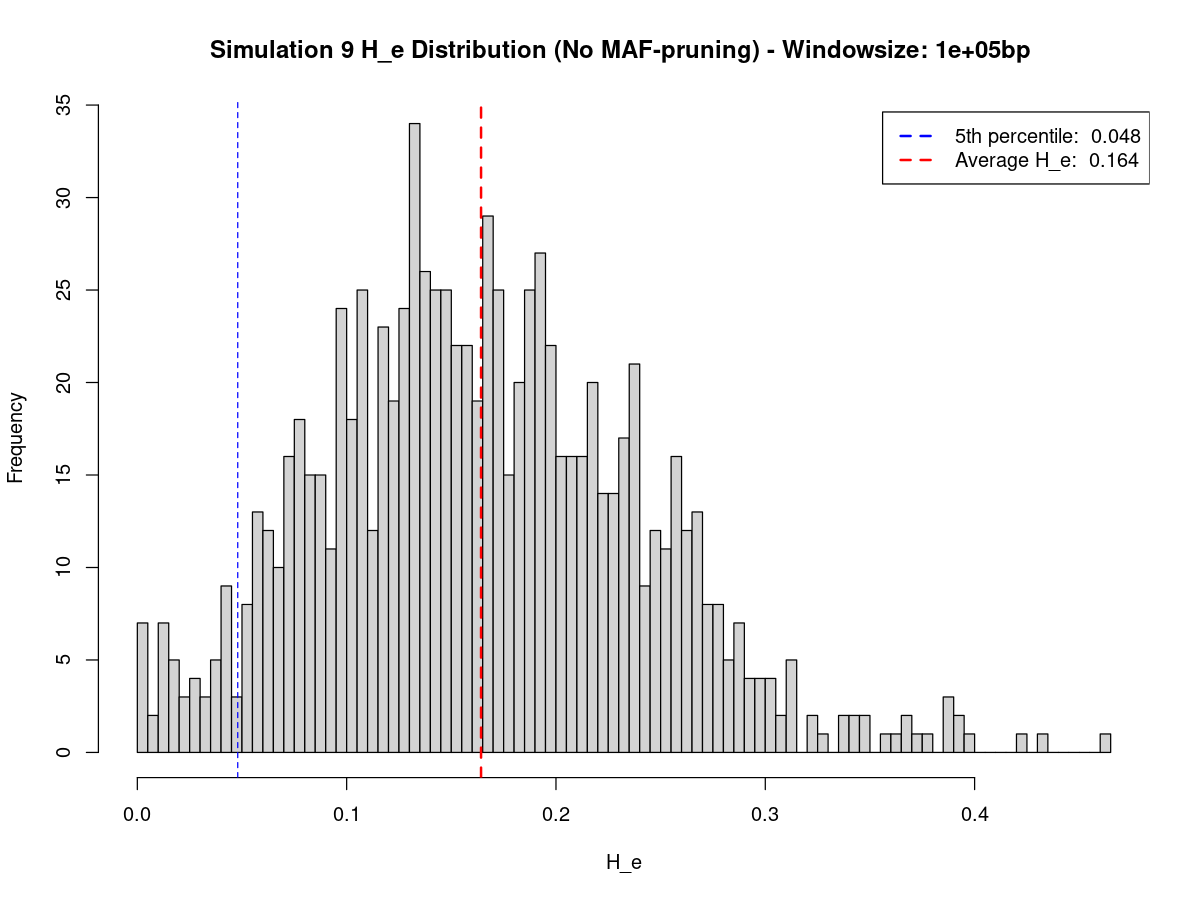 Simulation 9 H_e Distribution (No MAF-pruning) - Windowsize: 1e+05bp
5th percentile: 0.048
Average H_e: 0.164
Frequency
35
30
25
20
15
10
5
0
0.0 0.1 0.2 0.3 0.4
H_e